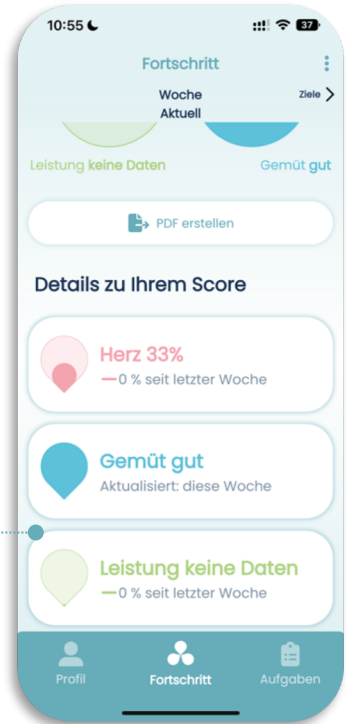 10:55
37
Fortschritt
Woche
Aktuell
Ziele
Leistung keine Daten
Gemüt gut
PDF erstellen
Details zu Ihrem Score
Herz 33%
0 % seit letzter Woche
Gemüt gut
Aktualisiert: diese Woche
Leistung keine Daten
0 % seit letzter Woche
Profil
Fortschritt
Aufgaben